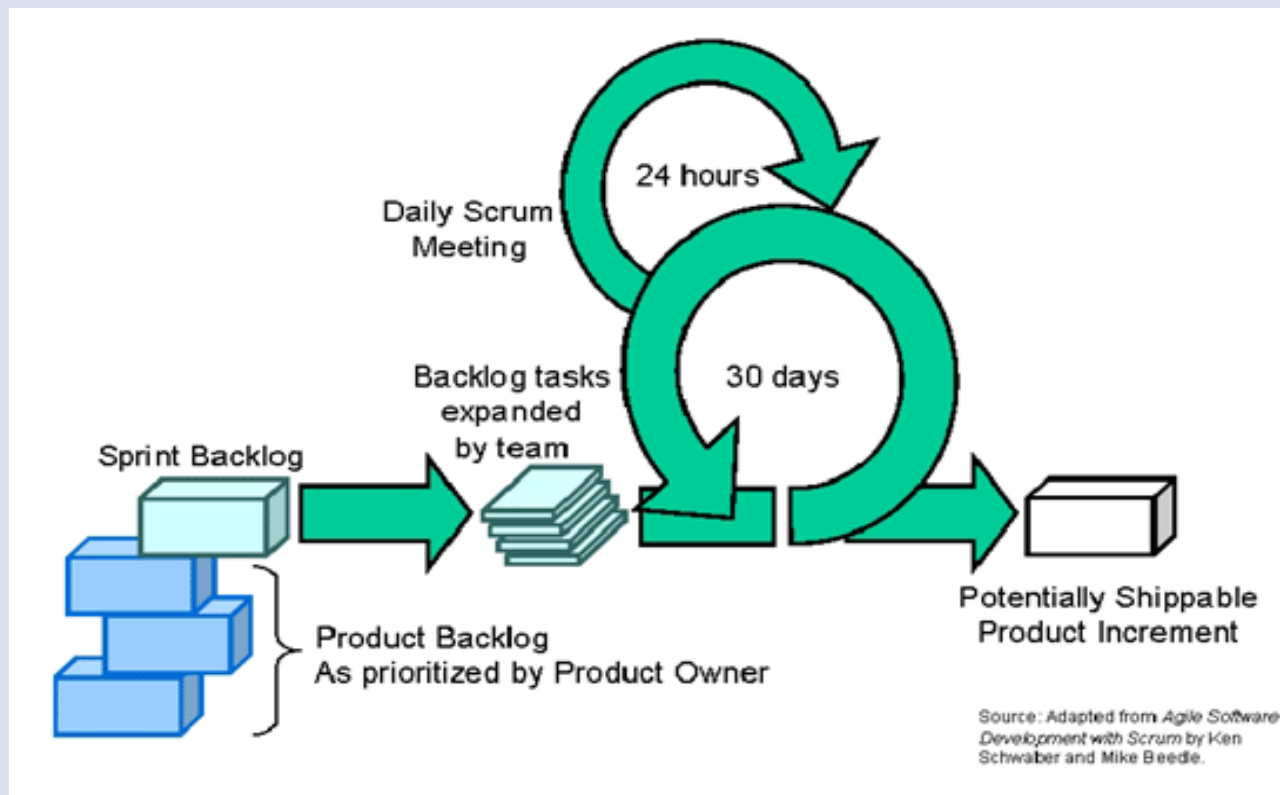 24 hours
Daily Scrum
Meeting
30 days
Backlog tasks
expanded
by team
Sprint Backlog
Product Backlog
As prioritized by Product Owner
Potentially Shippable
Product Increment
Source: Adapted from Agile Software
Development with Scrum by Ken
Schwaber and Mike Beedle.